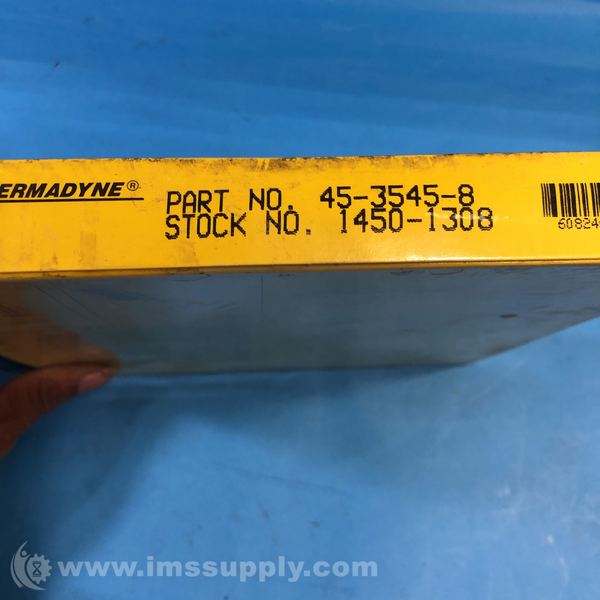 ERMADYNE®
PART NO. 45-3545-8
STOCK NO. 1450-1308
60824
www.imssupply.com